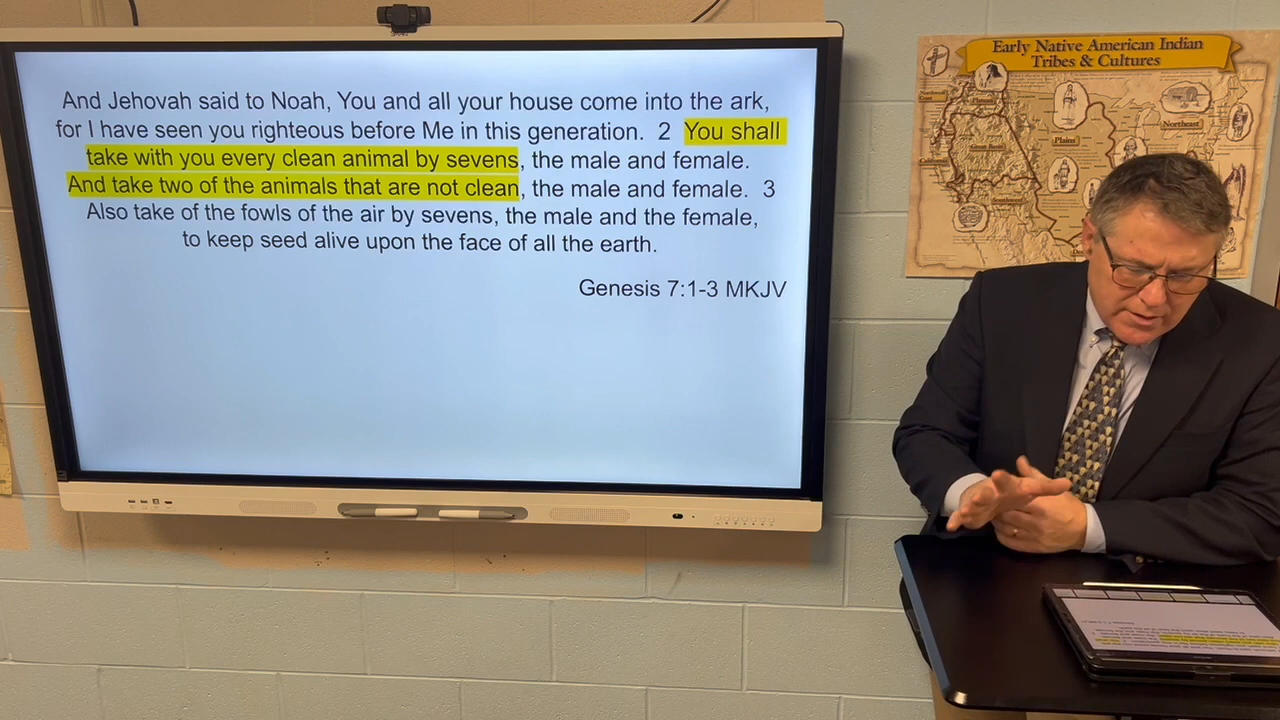 And Jehovah said to Noah, You and all your house come into the ark,
for I have seen you righteous before Me in this generation. 2 You shall
take with you every clean animal by sevens, the male and female.
And take two of the animals that are not clean, the male and female. 3
Also take of the fowls of the air by sevens, the male and the female,
to keep seed alive upon the face of all the earth.
Genesis 7:1-3 MKJV
Early Native American Indian
Tribes & Cultures
Plateau
Great Basin
Plains
Northeast
Southwest